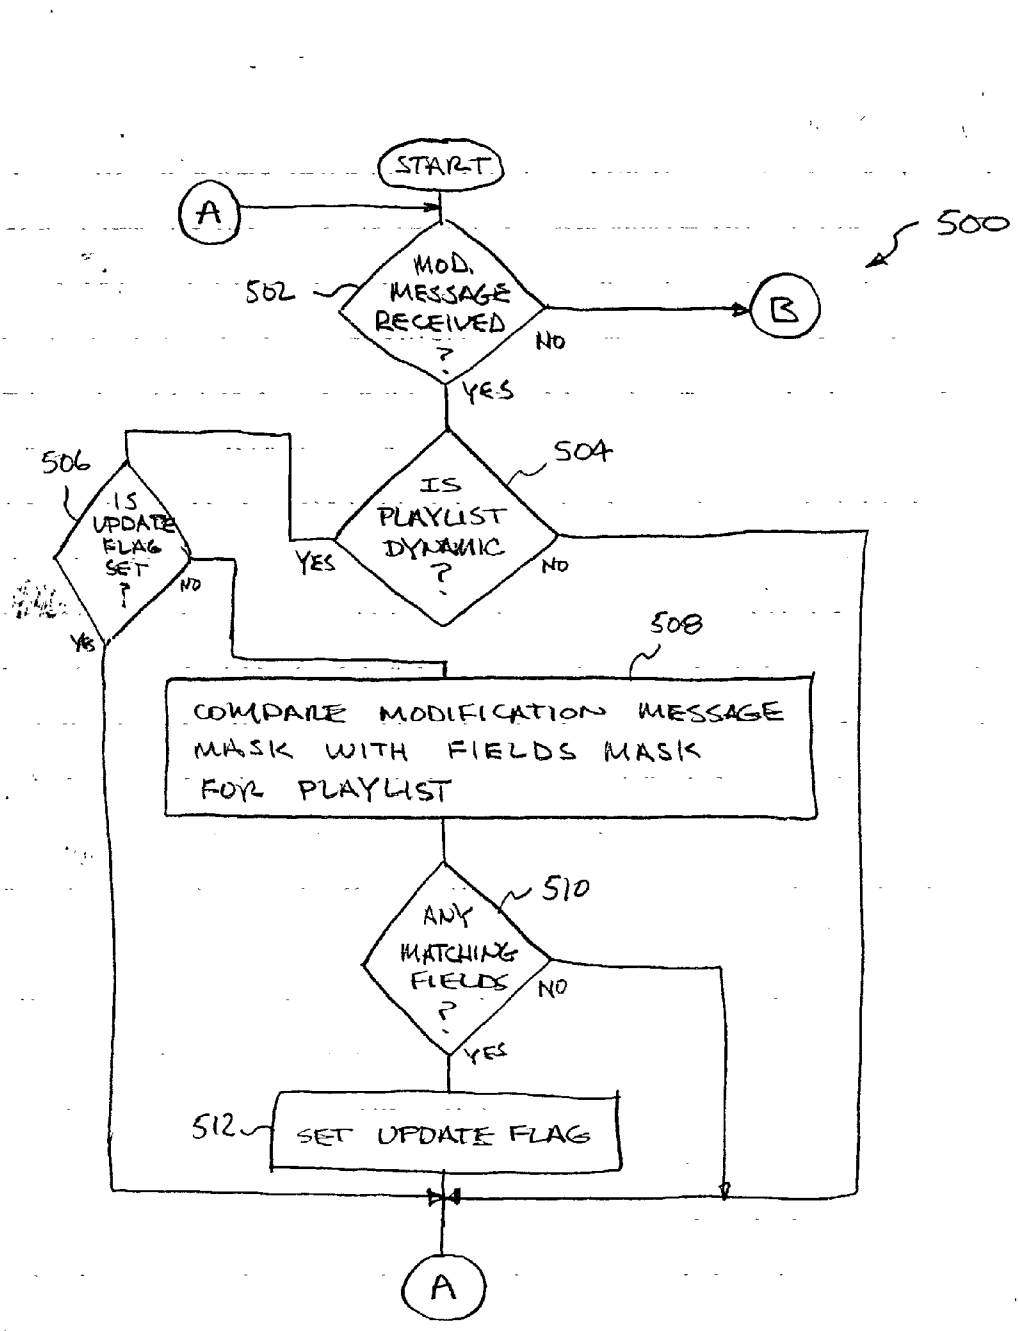 START
A
500
502
MOD.
MESSAGE
RECEIVED
?
B
NO
YES
504
506
IS
PLAYLIST
DYNAMIC
?
YES
NO
IS
UPDATE
FLAG
SET
?
NO
YES
508
COMPARE MODIFICATION MESSAGE
MASK WITH FIELDS MASK
FOR PLAYLIST
510
ANY
MATCHING
FIELDS
?
NO
YES
512
SET UPDATE FLAG
A